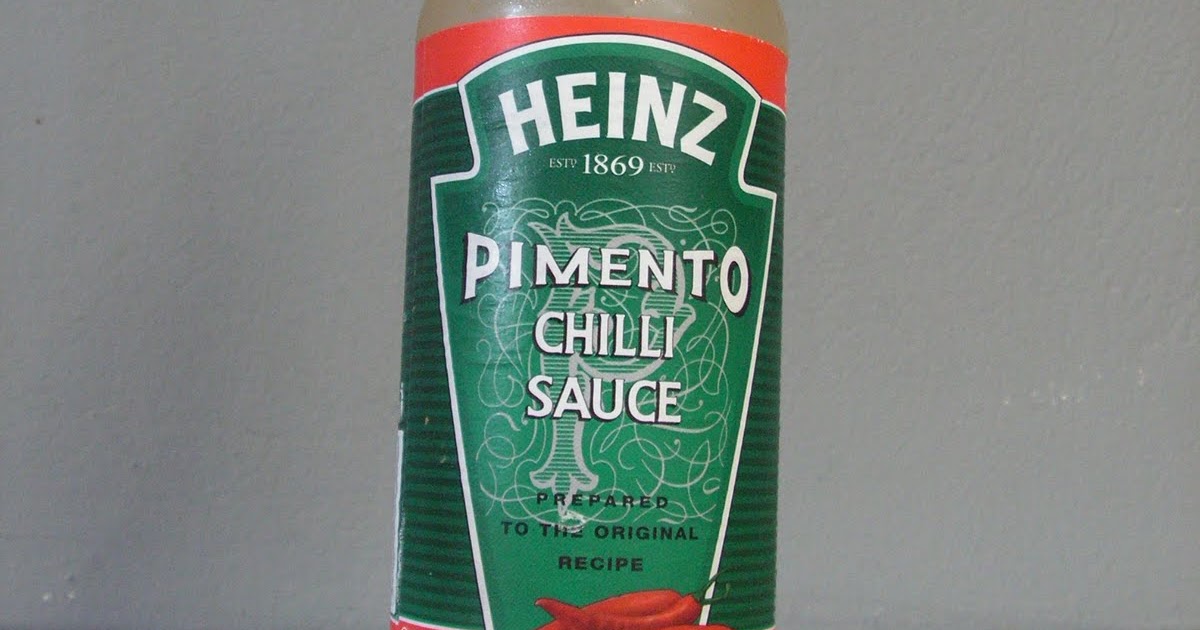 HEINZ
ESTD 1869 ESTD
PIMENTO
CHILLI
SAUCE
PREPARED
TO THE ORIGINAL
RECIPE